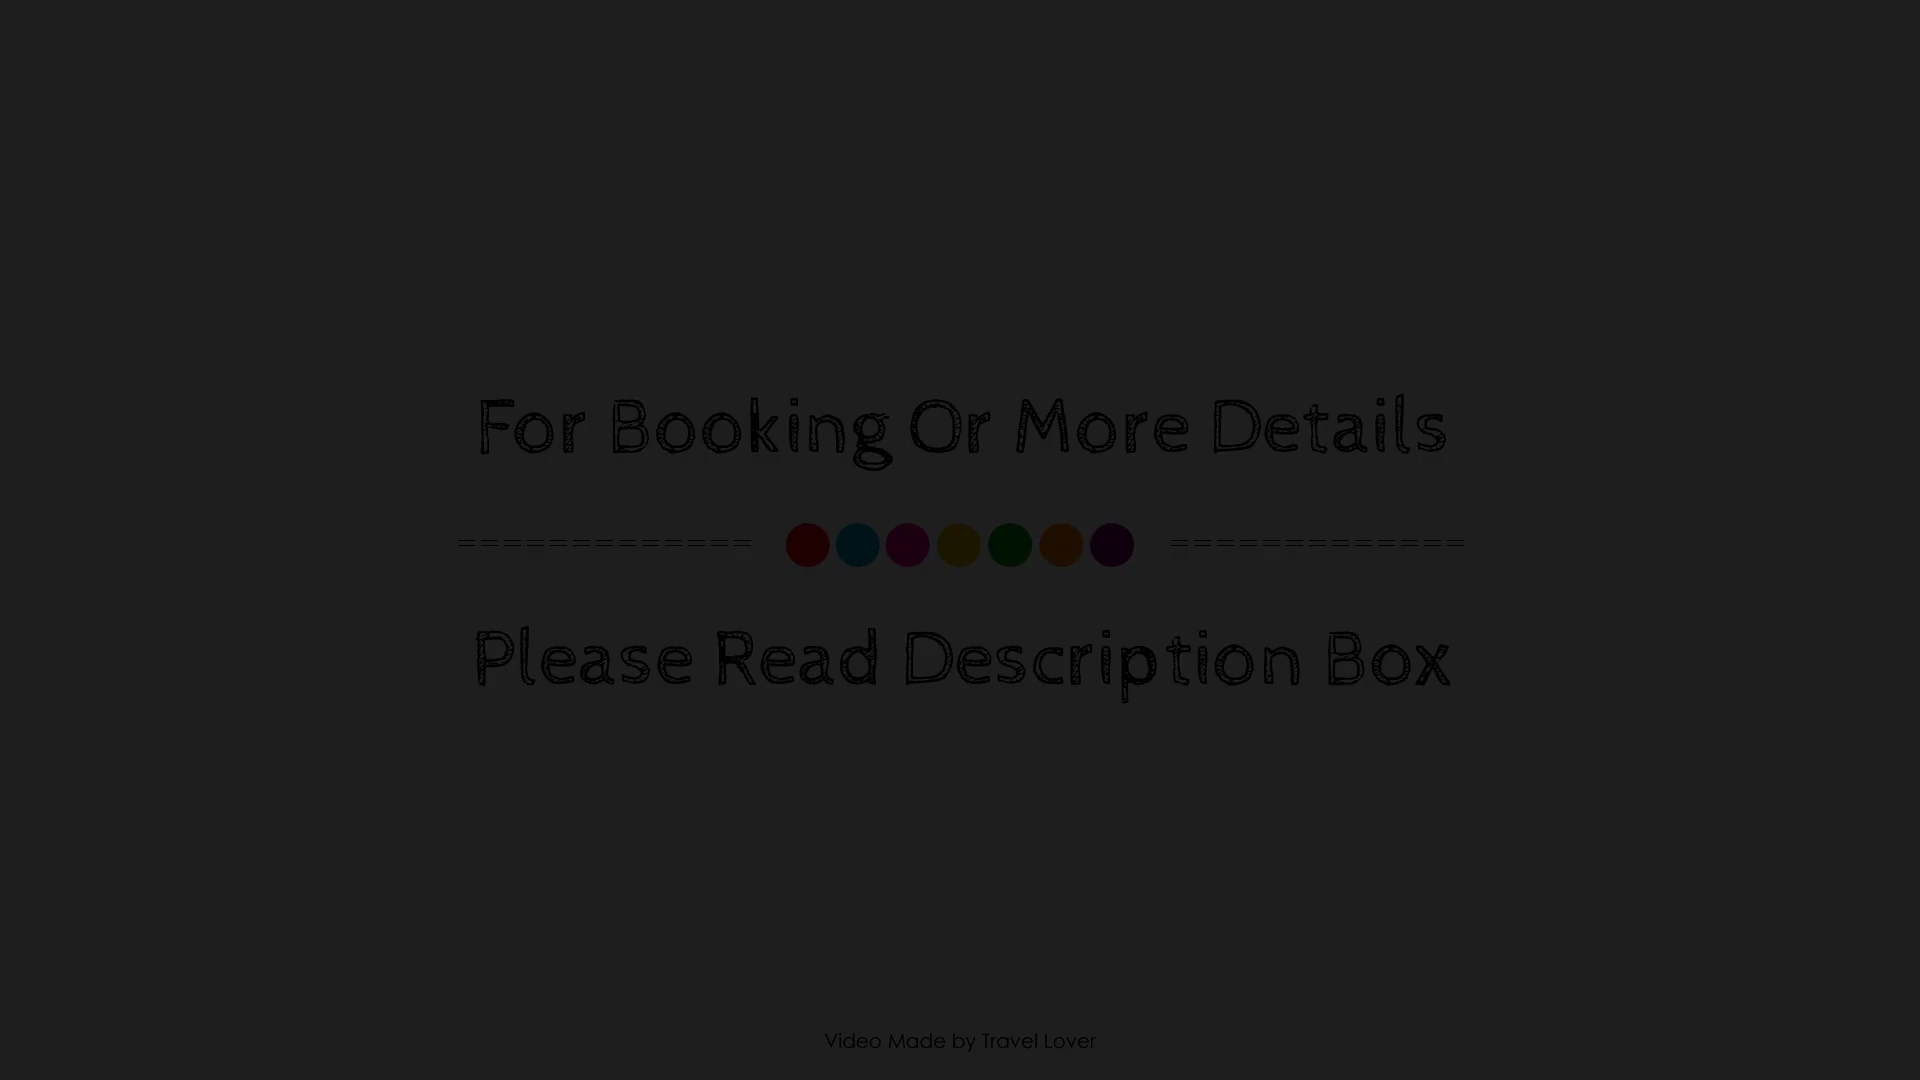 For Booking Or More Details
============= =============
Please Read Description Box
Video Made by Travel Lover